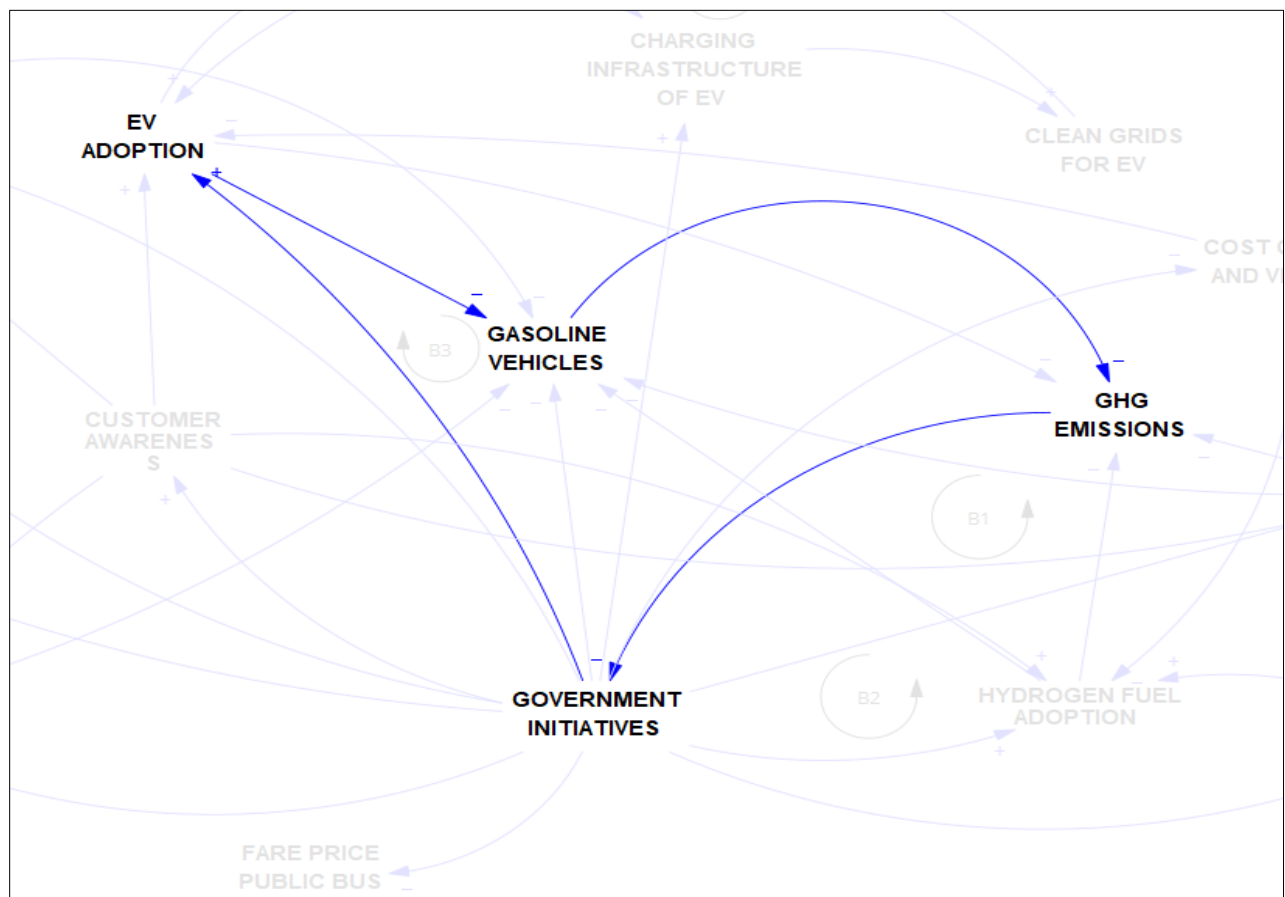 CHARGING
INFRASTRUCTURE
OF EV
EV
ADOPTION
CLEAN GRIDS
FOR EV
COST
AND
GASOLINE
VEHICLES
B3
GHG
EMISSIONS
CUSTOMER
AWARENES
S
B1
GOVERNMENT
INITIATIVES
B2
HYDROGEN FUEL
ADOPTION
FARE PRICE
PUBLIC BUS